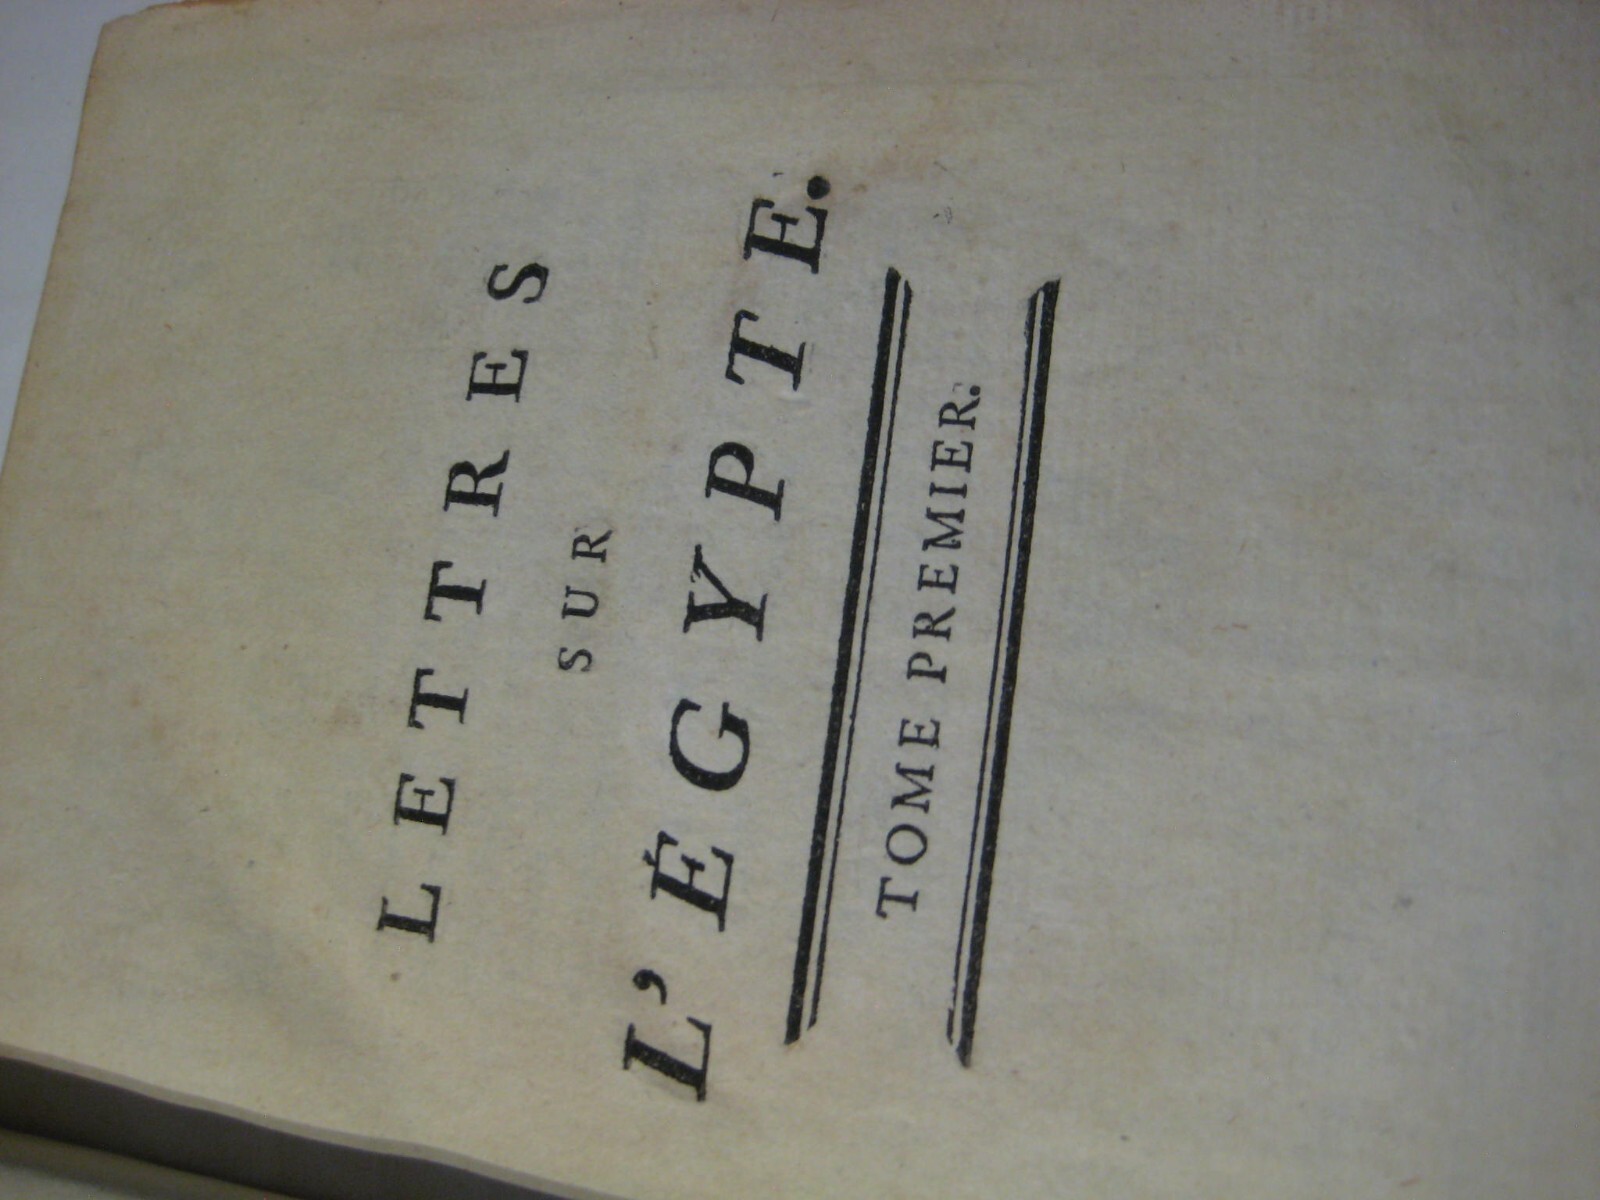 LETTRES
SUR
L'ÉGYPTE.
TOME PREMIER.